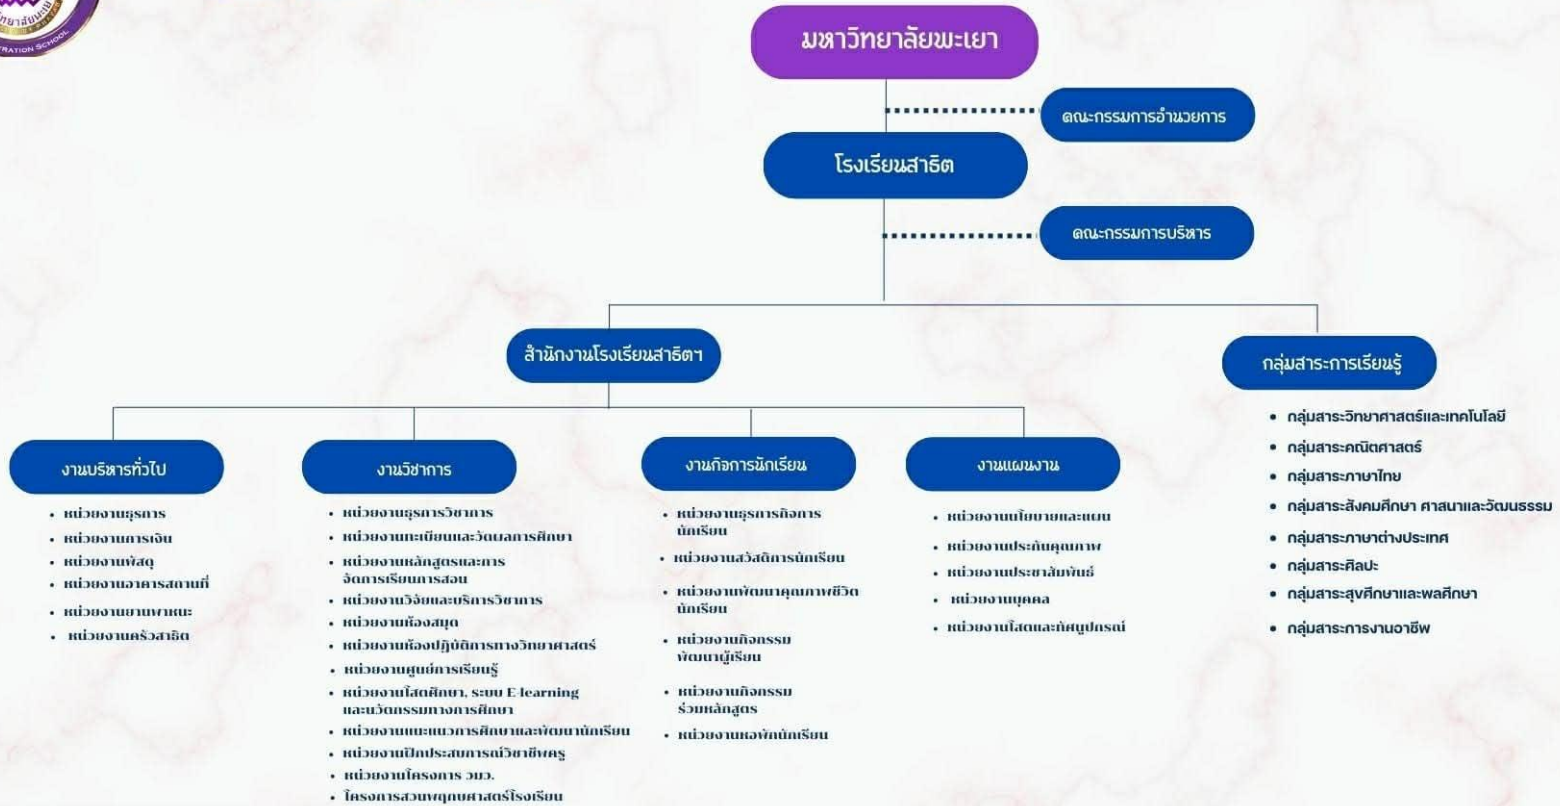 RATION SCHOOL
มหาวิทยาลัยพะเยา
คณะกรรมการอำนวยการ
โรงเรียนสาธิต
คณะกรรมการบริหาร
สำนักงานโรงเรียนสาธิตฯ
กลุ่มสาระการเรียนรู้
• กลุ่มสาระวิทยาศาสตร์และเทคโนโลยี
• กลุ่มสาระคณิตศาสตร์
• กลุ่มสาระภาษาไทย
• กลุ่มสาระสังคมศึกษา ศาสนาและวัฒนธรรม
• กลุ่มสาระภาษาต่างประเทศ
• กลุ่มสาระศิลปะ
• กลุ่มสาระสุขศึกษาและพลศึกษา
• กลุ่มสาระการงานอาชีพ
งานบริหารทั่วไป
• หน่วยงานธุรการ
• หน่วยงานการเงิน
• หน่วยงานพัสดุ
• หน่วยงานอาคารสถานที่
• หน่วยงานยานพาหนะ
• หน่วยงานครัวสาธิต
งานวิชาการ
• หน่วยงานธุรการวิชาการ
• หน่วยงานทะเบียนและวัดผลการศึกษา
• หน่วยงานหลักสูตรและการ
จัดการเรียนการสอน
• หน่วยงานวิจัยและบริการวิชาการ
• หน่วยงานห้องสมุด
• หน่วยงานห้องปฏิบัติการทางวิทยาศาสตร์
• หน่วยงานศูนย์การเรียนรู้
• หน่วยงานโสตศึกษา, ระบบ E-learning
และนวัตกรรมทางการศึกษา
• หน่วยงานแนะแนวการศึกษาและพัฒนานักเรียน
• หน่วยงานฝึกประสบการณ์วิชาชีพครู
• หน่วยงานโครงการ วมว.
• โครงการสวนพฤกษศาสตร์โรงเรียน
งานกิจการนักเรียน
• หน่วยงานธุรการกิจการ
นักเรียน
• หน่วยงานสวัสดิการนักเรียน
• หน่วยงานพัฒนาคุณภาพชีวิต
นักเรียน
• หน่วยงานกิจกรรม
พัฒนาผู้เรียน
• หน่วยงานกิจกรรม
ร่วมหลักสูตร
• หน่วยงานหอพักนักเรียน
งานแผนงาน
• หน่วยงานนโยบายและแผน
• หน่วยงานประกันคุณภาพ
• หน่วยงานประชาสัมพันธ์
• หน่วยงานบุคคล
• หน่วยงานโสตและทัศนูปกรณ์